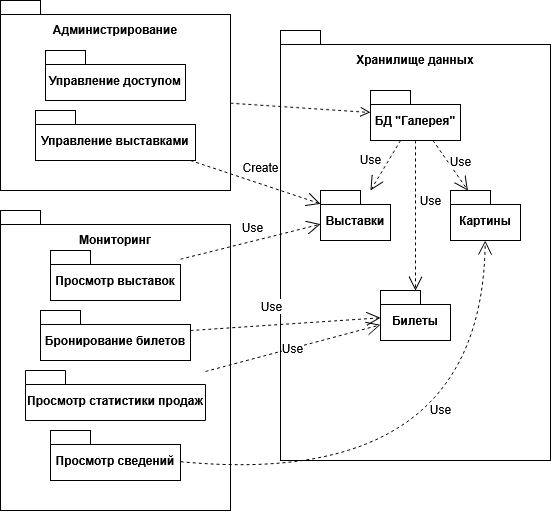 Администрирование
Управление доступом
Управление выставками
Хранилище данных
БД "Галерея"
Use
Use
Use
Create
Выставки
Картины
Мониторинг
Use
Просмотр выставок
Use
Бронирование билетов
Билеты
Use
Просмотр статистики продаж
Use
Просмотр сведений